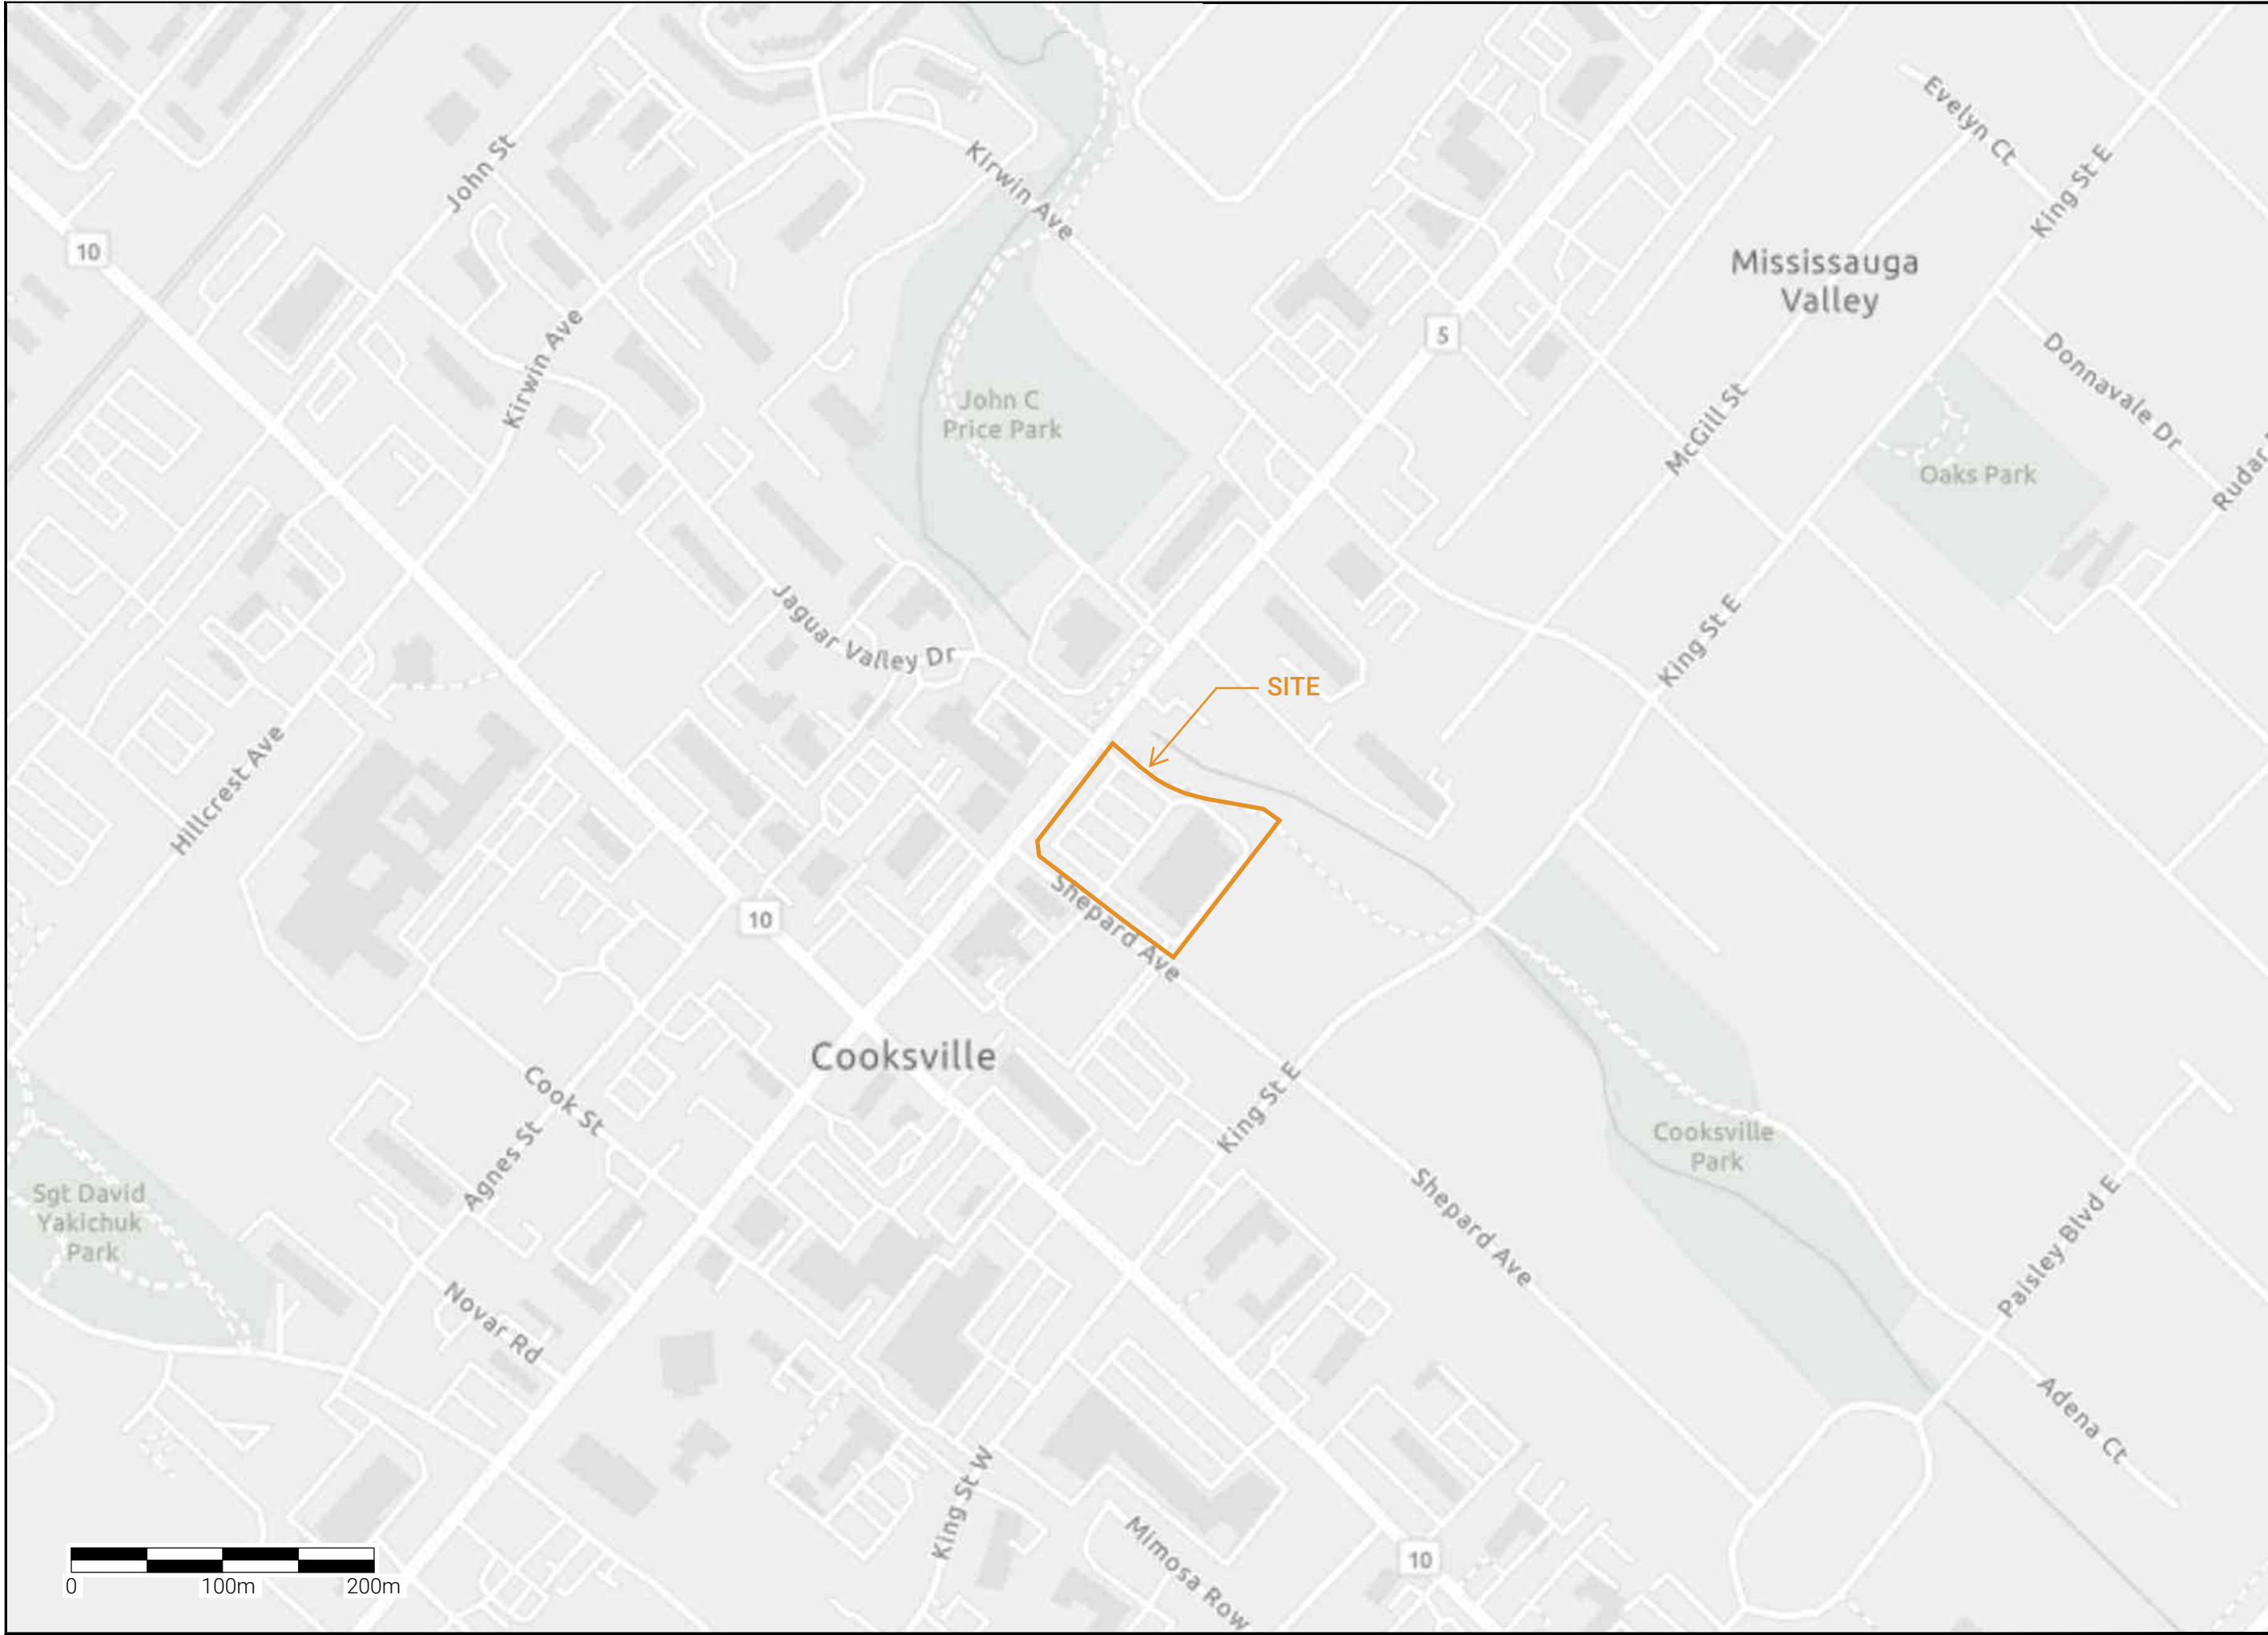 Evelyn Ct
John St
Kirwin Ave
King St E
10
Mississauga
Valley
5
Kirwin Ave
Donnavale Dr
John C
Price Park
McGill St
Oaks Park
Jaguar Valley Dr
King St E
SITE
Hillcrest Ave
Shepard Ave
10
Cooksville
Cook St
King St E
Agnes St
Cooksville
Park
Sgt David
Yakichuk
Park
Shepard Ave
Paisley Blvd E
Novar Rd
Adena Ct
King St W
Mimosa Row
10
0 100m 200m